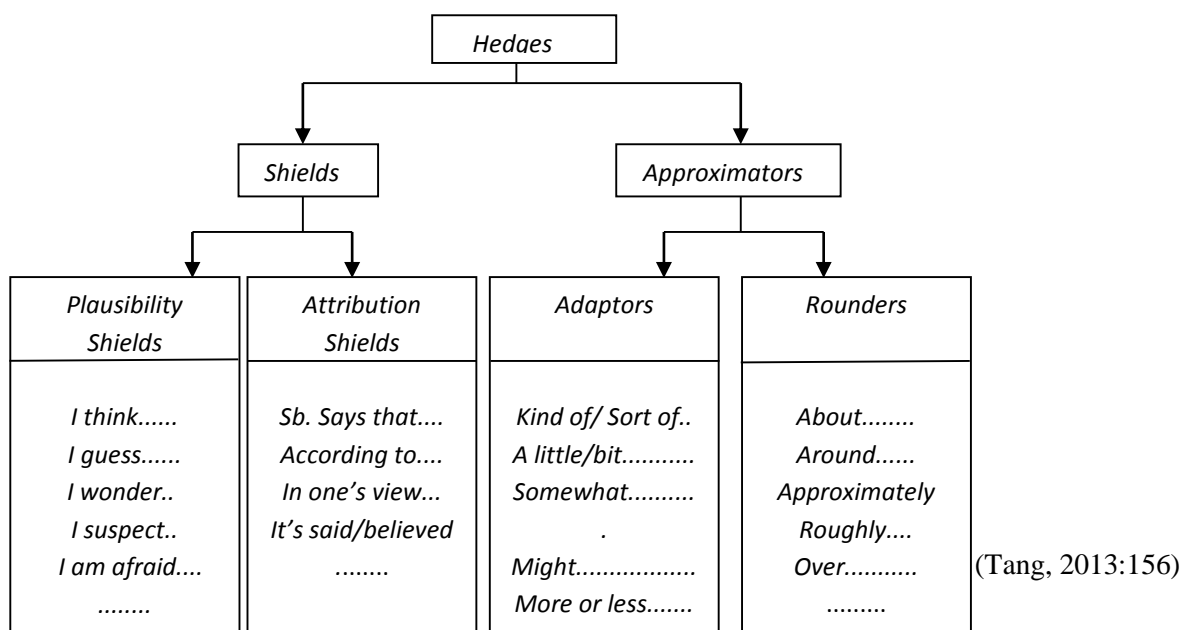 Hedges
Shields
Approximators
Plausibility
Shields
I think......
I guess......
I wonder..
I suspect..
I am afraid....
........
Attribution
Shields
Sb. Says that....
According to....
In one's view...
It's said/believed
........
Adaptors
Kind of/ Sort of..
A little/bit...........
Somewhat..........
.
Might...................
More or less.......
Rounders
About........
Around......
Approximately
Roughly....
Over...........
.........
(Tang, 2013:156)